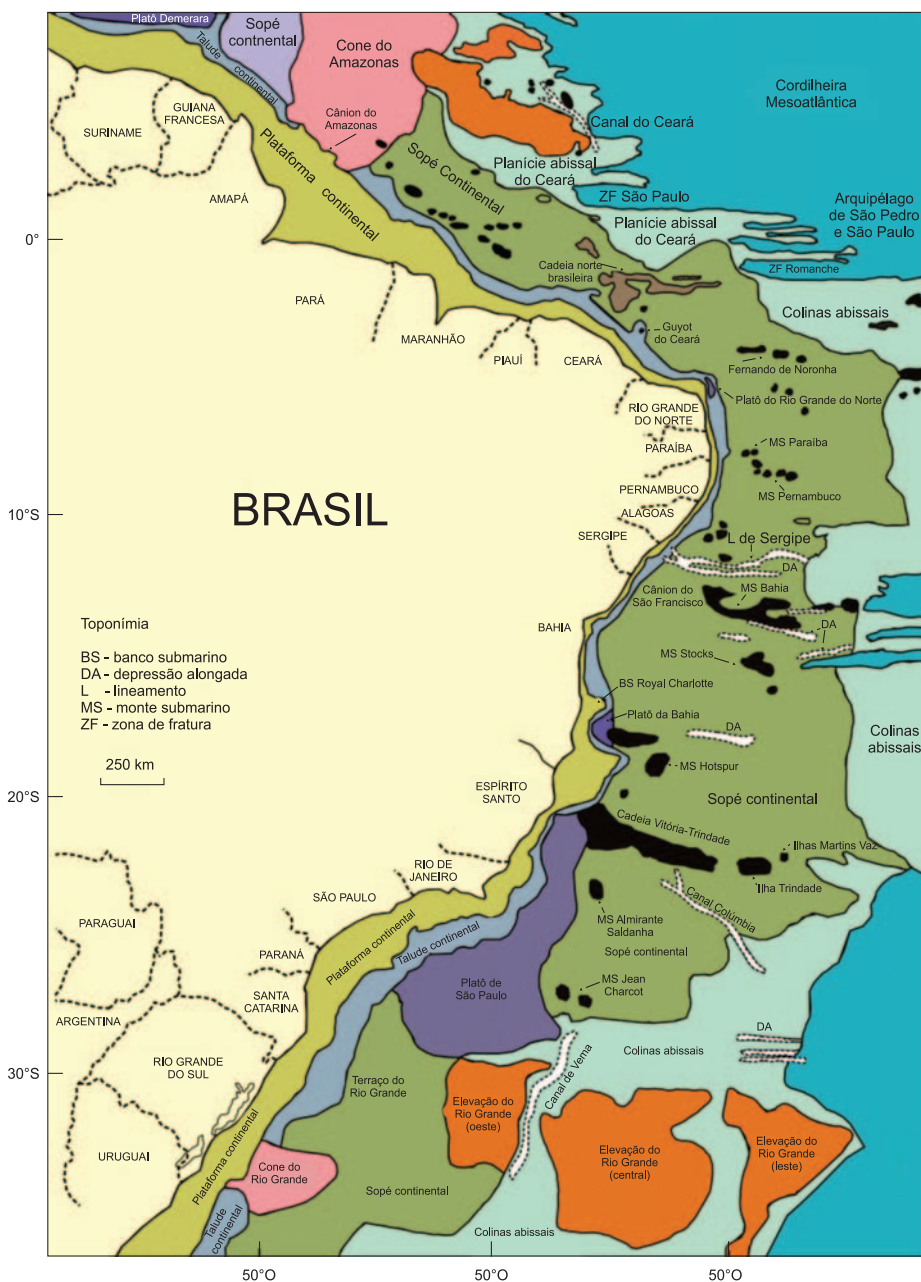 Platô Demerara
Talude
continental
Sopé
contnental
Cone do
Amazonas
Cordilheira
Mesoatlântica
GUIANA
FRANCESA
SURINAME
Cânion do
Amazonas
Canal do Ceará
Plataforma continental
Sopé Continental
Planície abissal
do Ceará
ZF São Paulo
AMAPÁ
Arquipélago
de São Pedro
e São Paulo
Planície abissal
do Ceará
0°
Cadeia norte
brasileira
ZF Romanche
PARÁ
Colinas abissais
MARANHÃO
Guyot
do Ceará
PIAUÍ
CEARÁ
Fernando de Noronha
Platô do Rio Grande do Norte
RIO GRANDE
DO NORTE
MS Paraíba
PARAÍBA
PERNAMBUCO
MS Pernambuco
BRASIL
10°S
ALAGOAS
SERGIPE
L de Sergipe
DA
Cânion do
São Francisco
MS Bahia
Toponímia
BAHIA
DA
BS - banco submarino
DA - depressão alongada
L - lineamento
MS - monte submarino
ZF - zona de fratura
MS Stocks
BS Royal Charlotte
Platô da Bahia
DA
Colinas
abissais
250 km
MS Hotspur
ESPÍRITO
SANTO
20°S
Sopé continental
Cadeia Vitória-Trindade
Ilhas Martins Vaz
RIO DE
JANEIRO
Ilha Trindade
SÃO PAULO
Canal Colúmbia
PARAGUAI
MS Almirante
Saldanha
Plataforma continental
Talude continental
Sopé continental
PARANÁ
Platô de
São Paulo
MS Jean
Charcot
SANTA
CATARINA
ARGENTINA
DA
Colinas abissais
RIO GRANDE
DO SUL
30°S
Terraço do
Rio Grande
Canal de Vema
Elevação do
Rio Grande
(oeste)
Plataforma continental
Elevação do
Rio Grande
(central)
Elevação do
Rio Grande
(leste)
URUGUAI
Cone do
Rio Grande
Sopé continental
Talude
continental
Colinas abissais
50°O
50°O
50°O